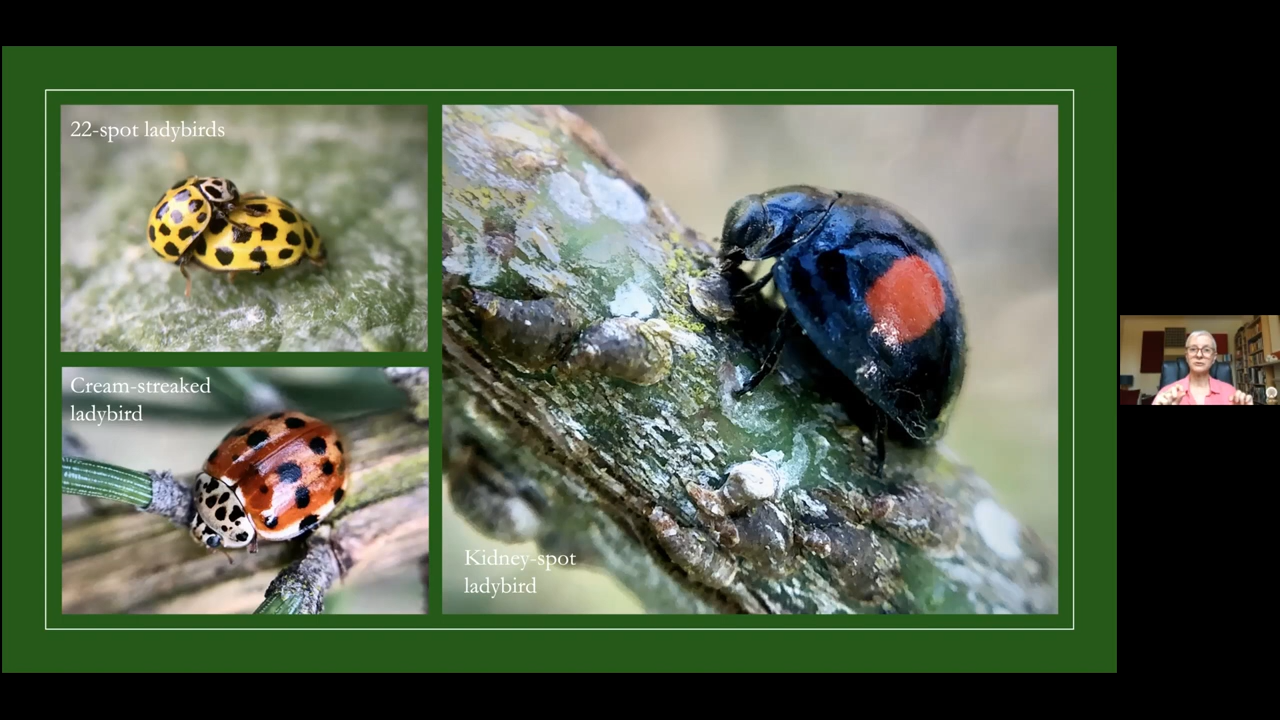 22-spot ladybirds
Cream-streaked
ladybird
Kidney-spot
ladybird